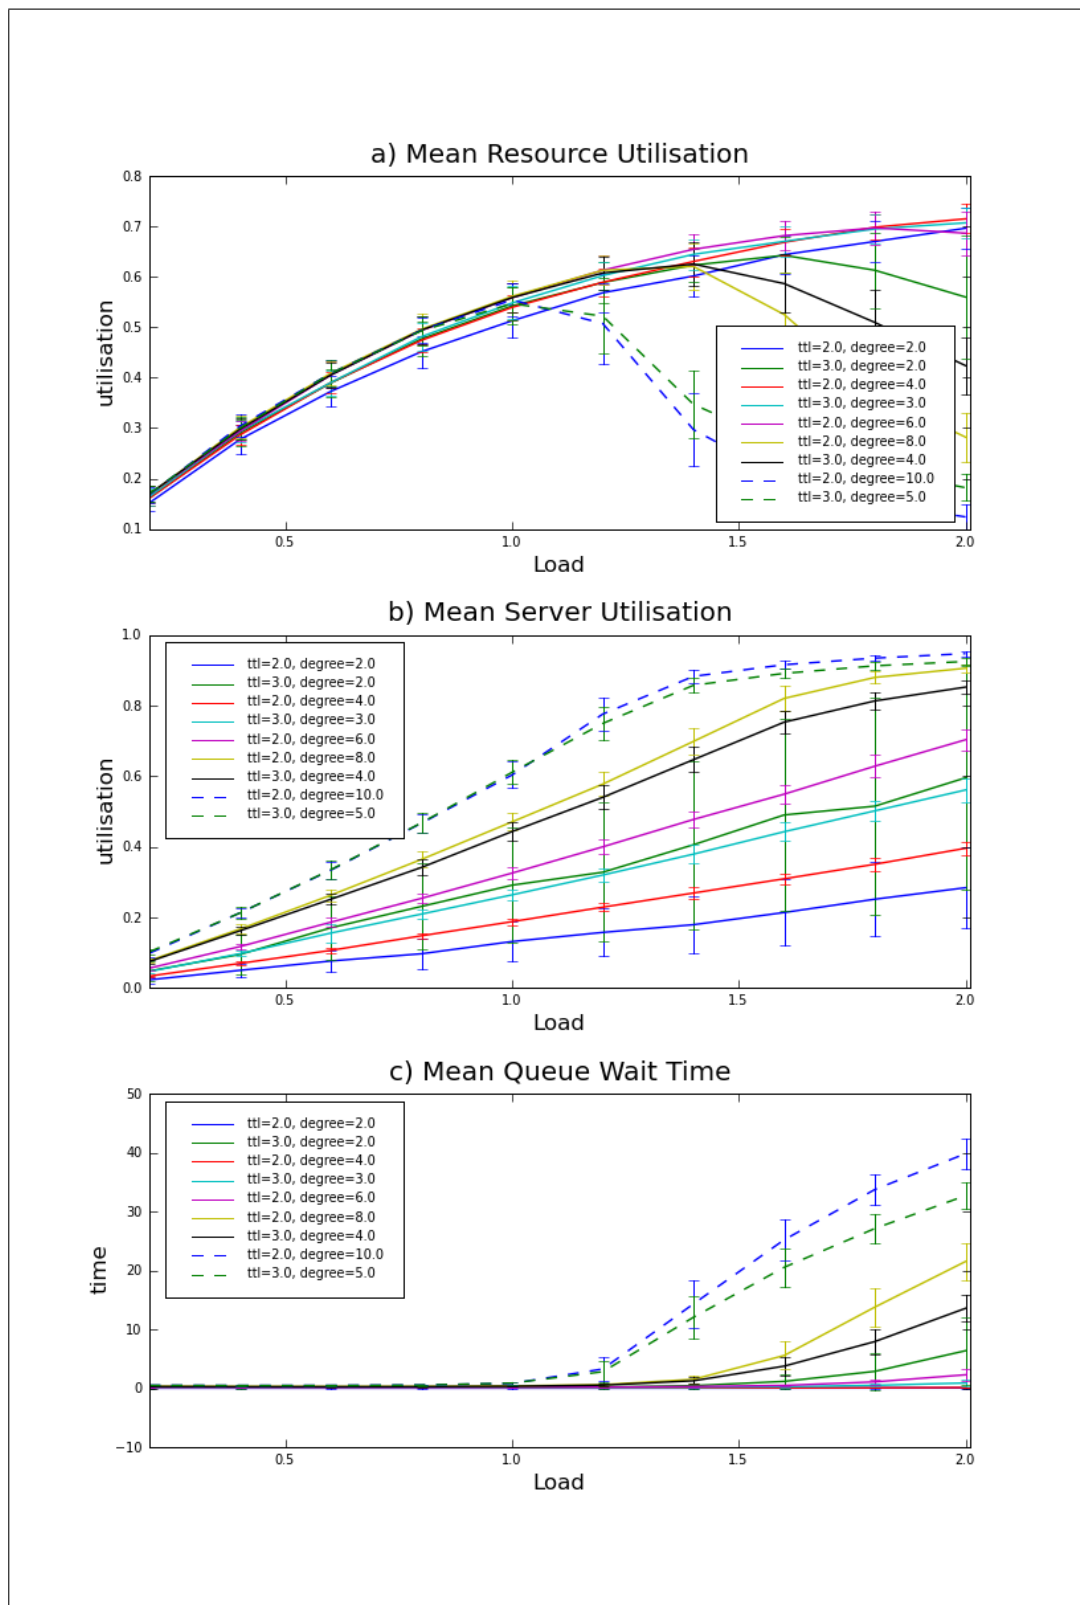 a) Mean Resource Utilisation
0.8
0.7
0.6
0.5
0.4
0.3
0.2
0.1
utilisation
ttl=2.0, degree=2.0
ttl=3.0, degree=2.0
ttl=2.0, degree=4.0
ttl=3.0, degree=3.0
ttl=2.0, degree=6.0
ttl=2.0, degree=8.0
ttl=3.0, degree=4.0
ttl=2.0, degree=10.0
ttl=3.0, degree=5.0
0.5 1.0 1.5 2.0
Load
b) Mean Server Utilisation
1.0
0.8
0.6
0.4
0.2
0.0
utilisation
ttl=2.0, degree=2.0
ttl=3.0, degree=2.0
ttl=2.0, degree=4.0
ttl=3.0, degree=3.0
ttl=2.0, degree=6.0
ttl=2.0, degree=8.0
ttl=3.0, degree=4.0
ttl=2.0, degree=10.0
ttl=3.0, degree=5.0
0.5 1.0 1.5 2.0
Load
c) Mean Queue Wait Time
50
40
30
20
10
0
−10
time
ttl=2.0, degree=2.0
ttl=3.0, degree=2.0
ttl=2.0, degree=4.0
ttl=3.0, degree=3.0
ttl=2.0, degree=6.0
ttl=2.0, degree=8.0
ttl=3.0, degree=4.0
ttl=2.0, degree=10.0
ttl=3.0, degree=5.0
0.5 1.0 1.5 2.0
Load